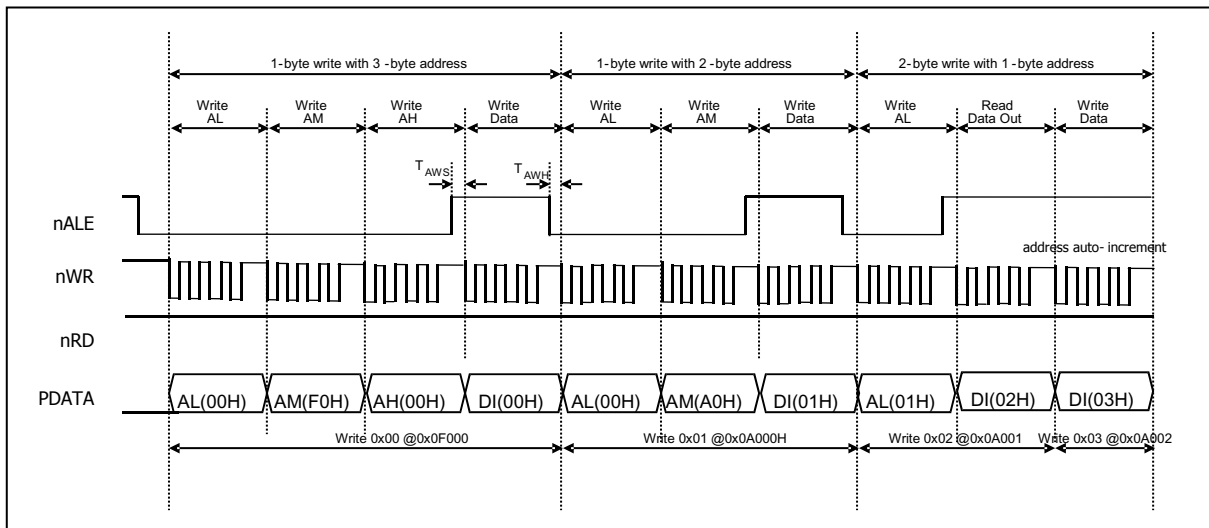 1-byte write with 3 -byte address 1-byte write with 2 -byte address 2-byte write with 1 -byte address
Write AL Write AM Write AH Write Data Write AL Write AM Write Data Write AL Read Data Out Write Data
TAWS TAWH
nALE
address auto- increment
nWR
nRD
PDATA AL(00H) AM(F0H) AH(00H) DI(00H) AL(00H) AM(A0H) DI(01H) AL(01H) DI(02H) DI(03H)
Write 0x00 @0x0F000 Write 0x01 @0x0A000H Write 0x02 @0x0A001 Write 0x03 @0x0A002